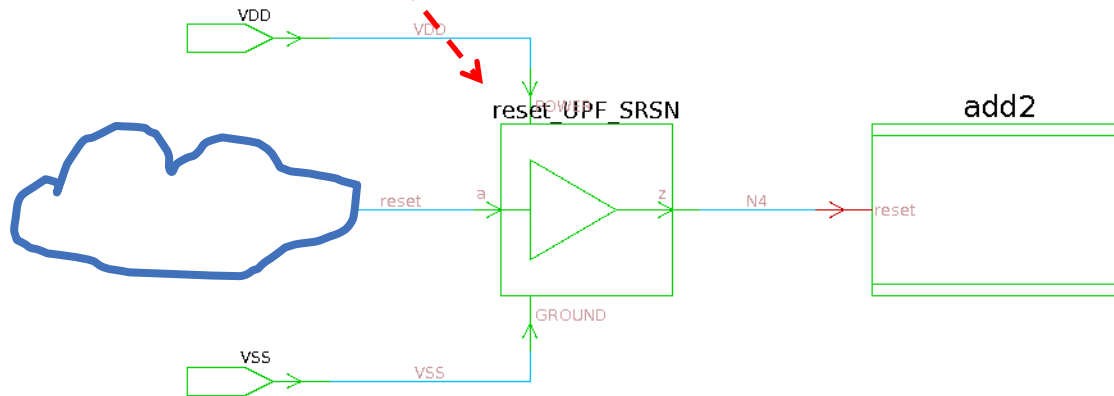 VDD
VDD
POWER
reset_UPF_SRSN
add2
reset
a
z
N4
reset
GROUND
VSS
VSS